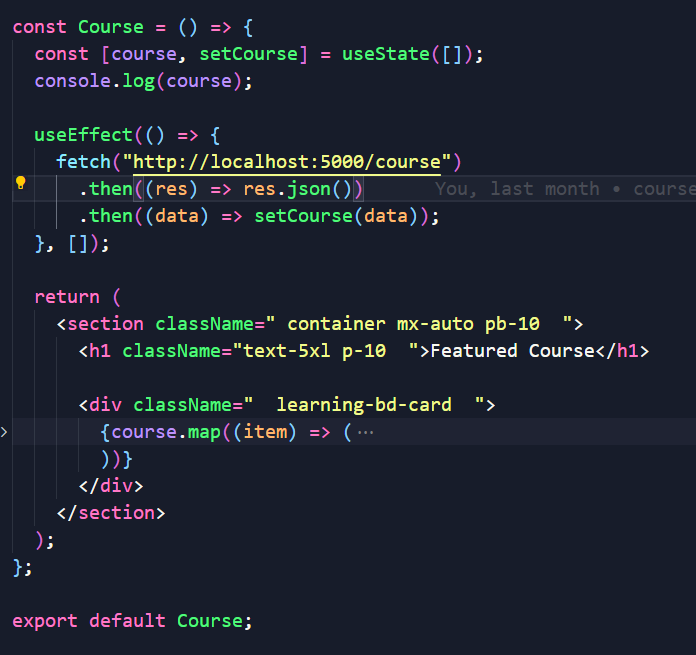 const Course = () => {
const [course, setCourse] = useState([]);
console.log(course);
useEffect(() => {
fetch("http://localhost:5000/course")
.then((res) => res.json()) You, last month • course
.then((data) => setCourse(data));
}, []);
return (
<section className=" container mx-auto pb-10  ">
<h1 className="text-5xl p-10  ">Featured Course</h1>
<div className="  learning-bd-card  ">
{course.map((item) => ( ⋯
))}
</div>
</section>
);
};
export default Course;